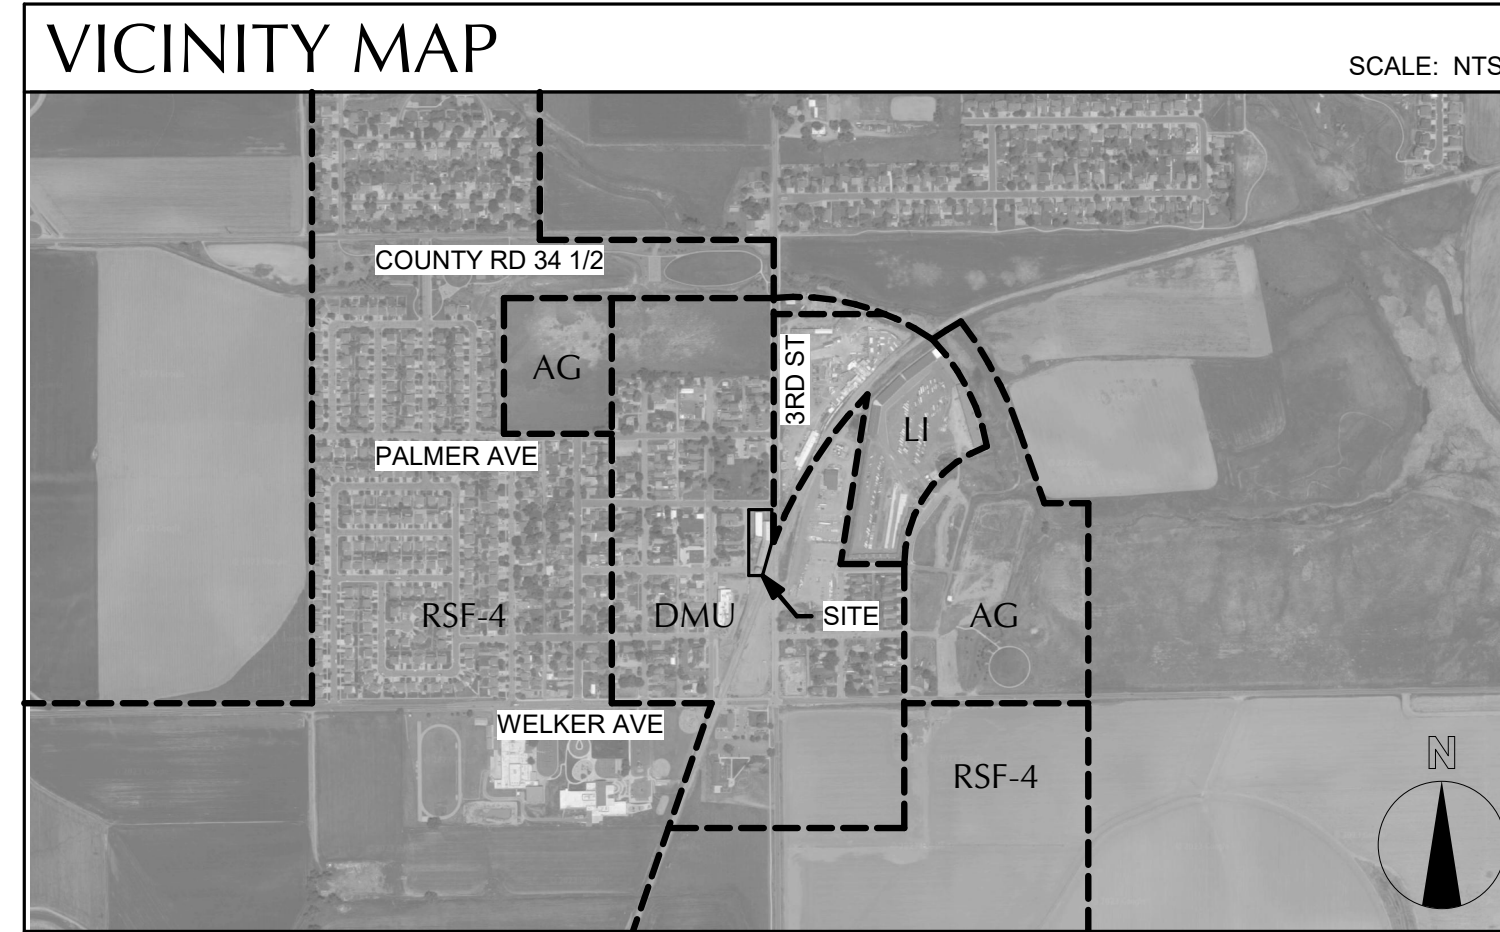 VICINITY MAP
SCALE: NTS
COUNTY RD 34 1/2
AG
3RD ST
LI
PALMER AVE
RSF-4
DMU
SITE
AG
WELKER AVE
RSF-4
N